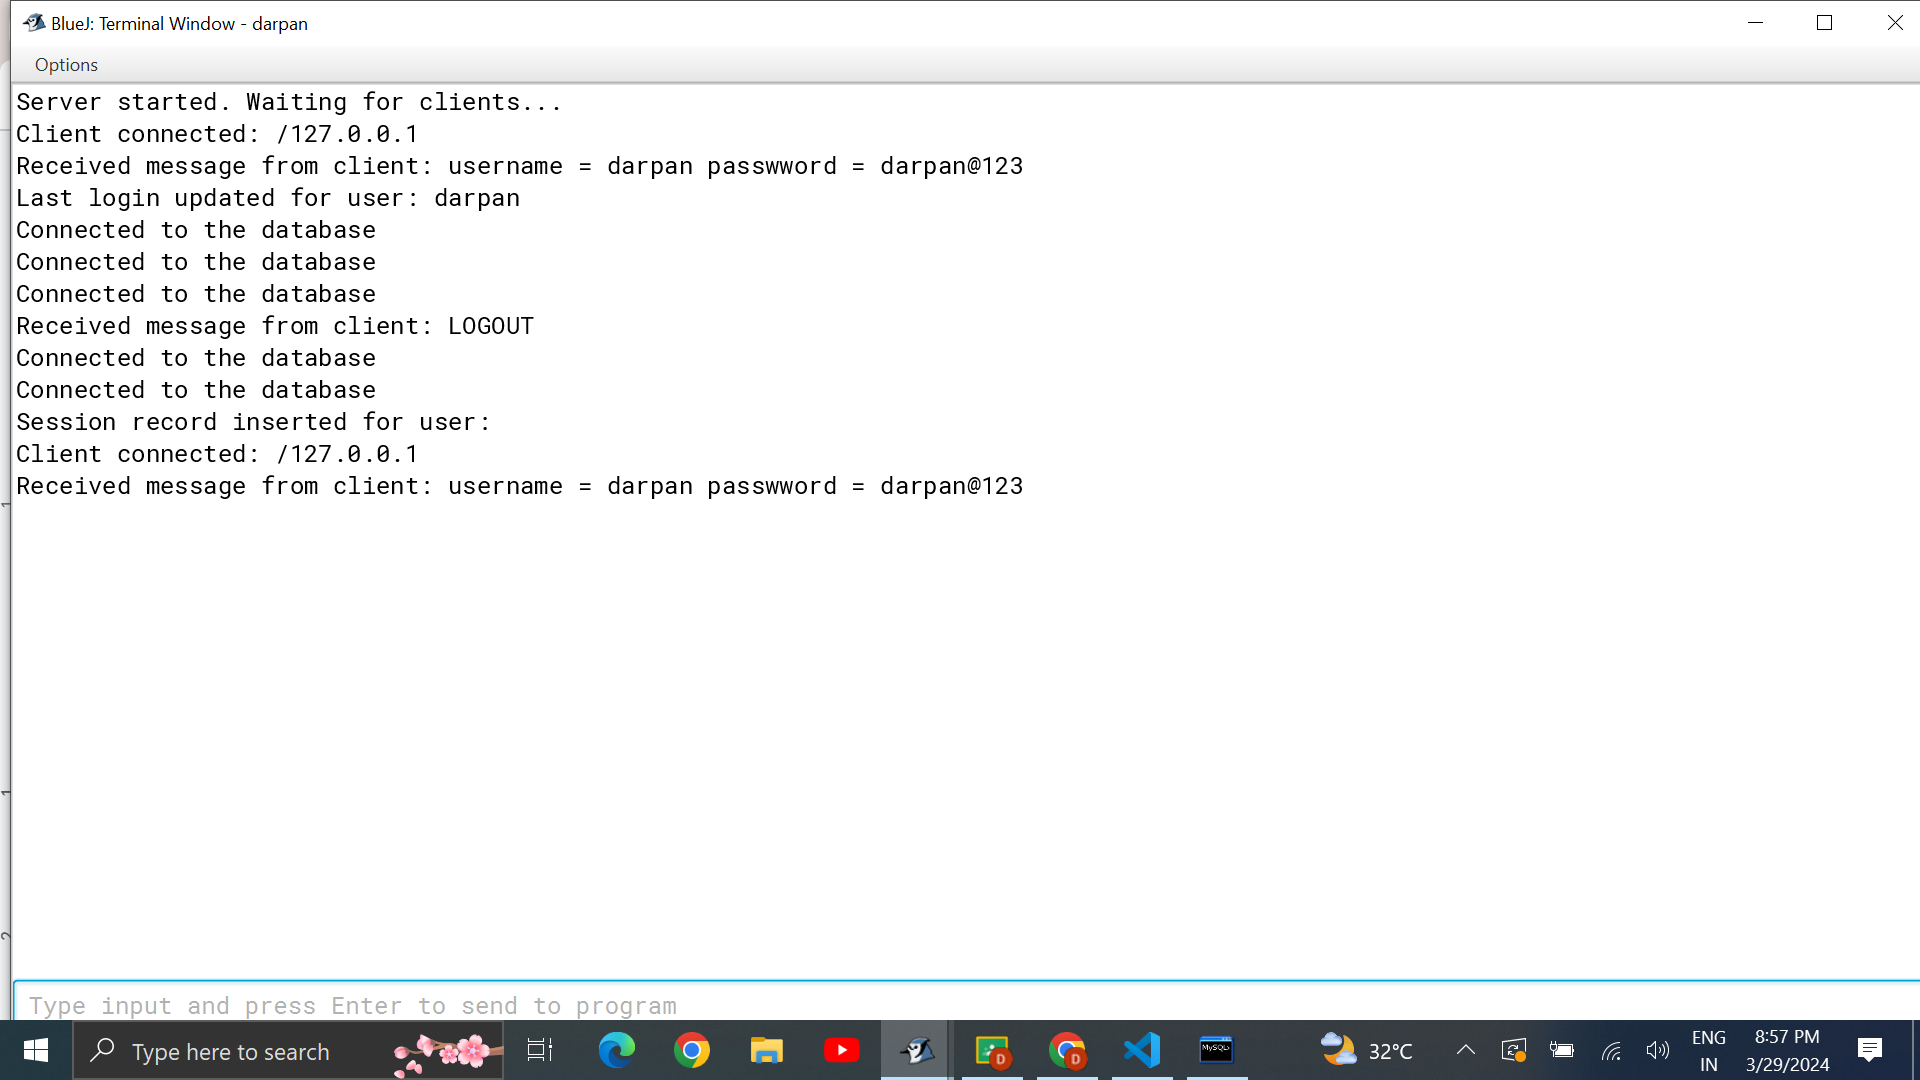 BlueJ: Terminal Window - darpan
Options
Server started. Waiting for clients...
Client connected: /127.0.0.1
Received message from client: username = darpan passwword = darpan@123
Last login updated for user: darpan
Connected to the database
Connected to the database
Connected to the database
Received message from client: LOGOUT
Connected to the database
Connected to the database
Session record inserted for user:
Client connected: /127.0.0.1
Received message from client: username = darpan passwword = darpan@123
Type input and press Enter to send to program
Type here to search
D
D
MySQL
32°C
ENG
IN
8:57 PM
3/29/2024